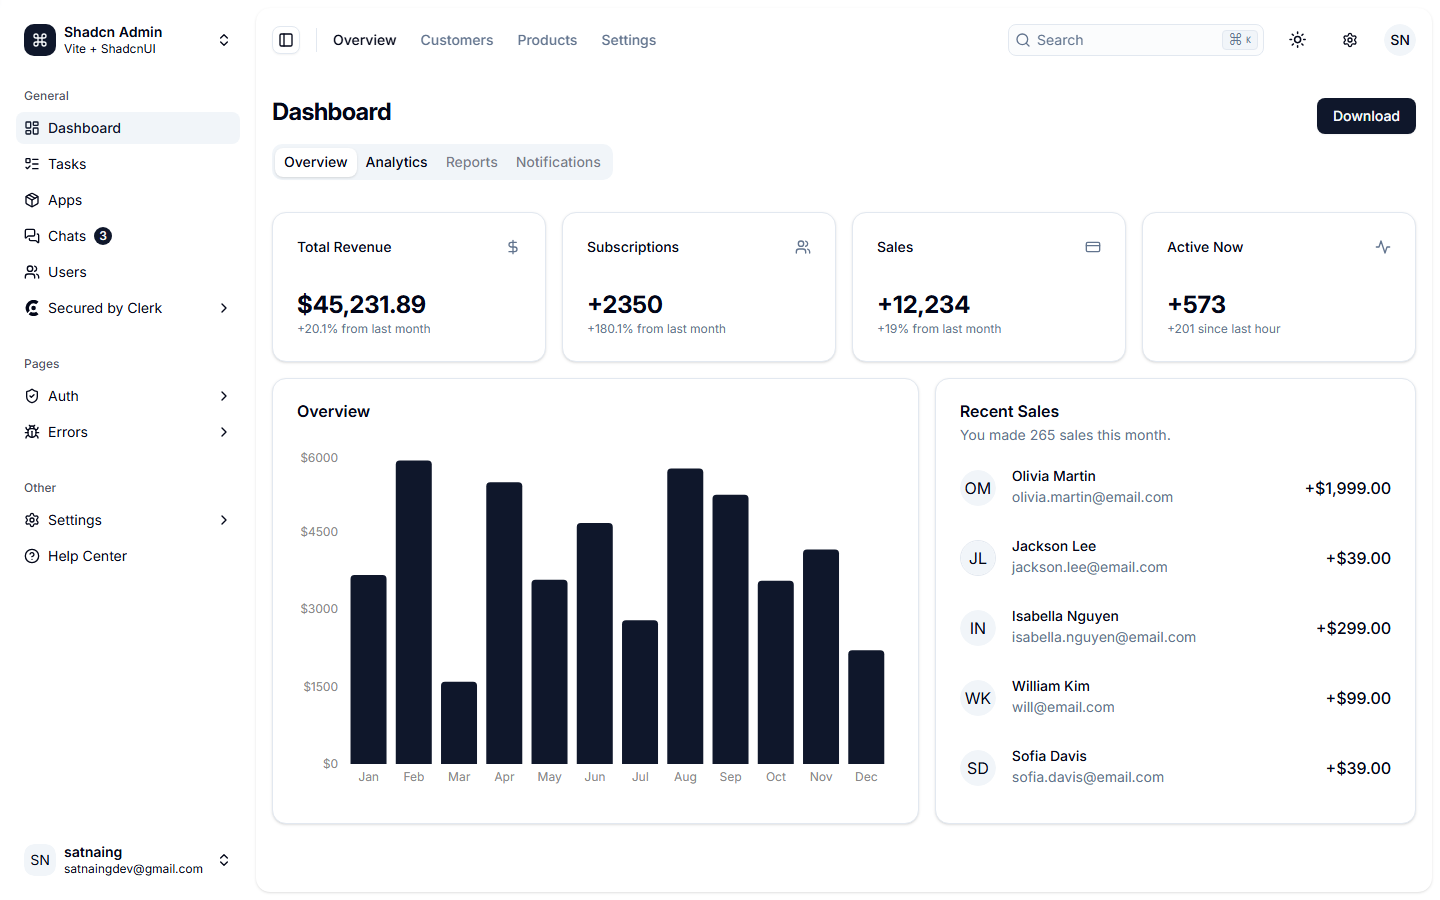 Shadcn Admin
Vite + ShadcnUI
General
Dashboard
Tasks
Apps
Chats 3
Users
Secured by Clerk
Pages
Auth
Errors
Other
Settings
Help Center
SN
satnaing
satnaingdev@gmail.com
Overview Customers Products Settings
Search ⌘ K
SN
Dashboard
Download
Overview Analytics Reports Notifications
Total Revenue
$45,231.89
+20.1% from last month
Subscriptions
+2350
+180.1% from last month
Sales
+12,234
+19% from last month
Active Now
+573
+201 since last hour
Overview
$6000
$4500
$3000
$1500
$0
Jan Feb Mar Apr May Jun Jul Aug Sep Oct Nov Dec
Recent Sales
You made 265 sales this month.
OM
Olivia Martin
olivia.martin@email.com
+$1,999.00
JL
Jackson Lee
jackson.lee@email.com
+$39.00
IN
Isabella Nguyen
isabella.nguyen@email.com
+$299.00
WK
William Kim
will@email.com
+$99.00
SD
Sofia Davis
sofia.davis@email.com
+$39.00